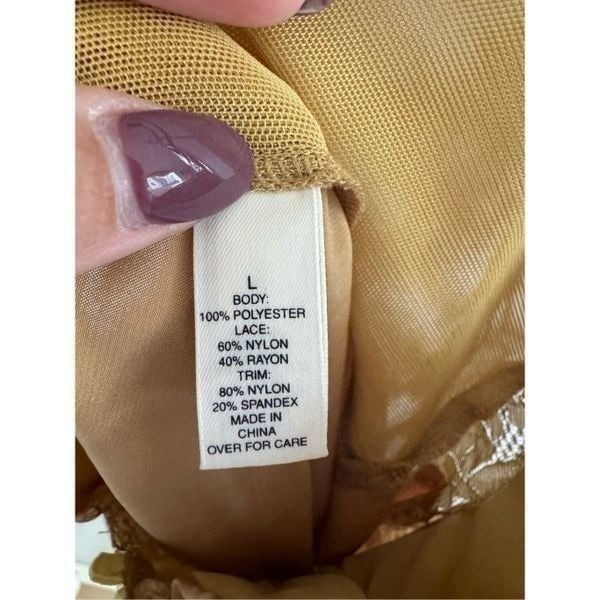 L
BODY:
100% POLYESTER
LACE:
60% NYLON
40% RAYON
TRIM:
80% NYLON
20% SPANDEX
MADE IN
CHINA
OVER FOR CARE